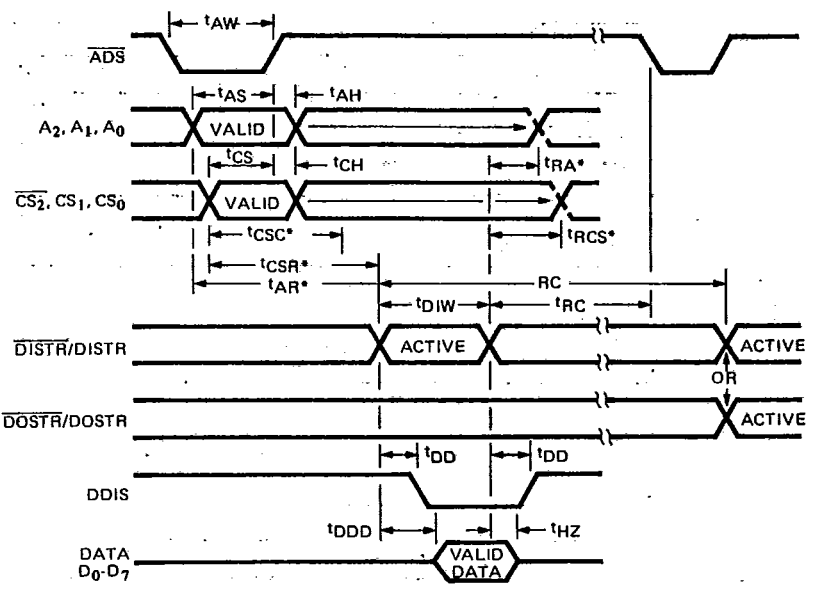 tAW
ADS
tAS
tAH
A2, A1, A0
VALID
tCS
tCH
tRA*
CS2, CS1, CS0
VALID
tCSC*
tRCS*
tCSR*
tAR*
RC
tDIW
tRC
DISTR/DISTR
ACTIVE
ACTIVE
OR
DOSTR/DOSTR
ACTIVE
tDD
tDD
DDIS
tDDD
tHZ
DATA
D0-D7
VALID
DATA